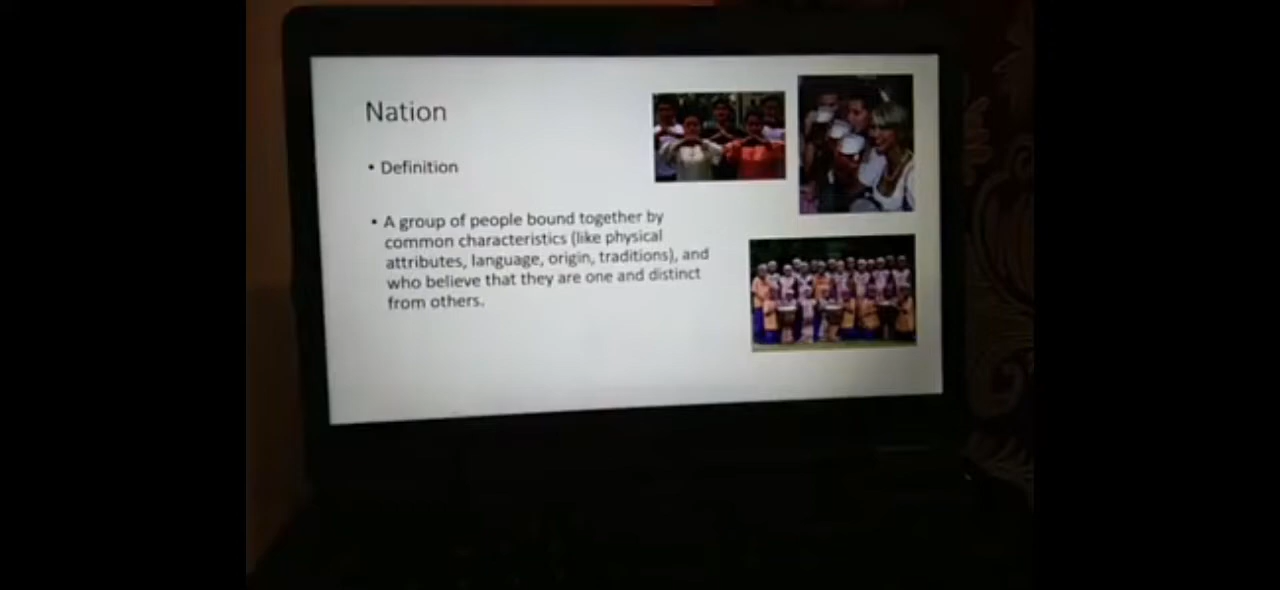 Nation
• Definition
• A group of people bound together by
common characteristics (like physical
attributes, language, origin, traditions), and
who believe that they are one and distinct
from others.